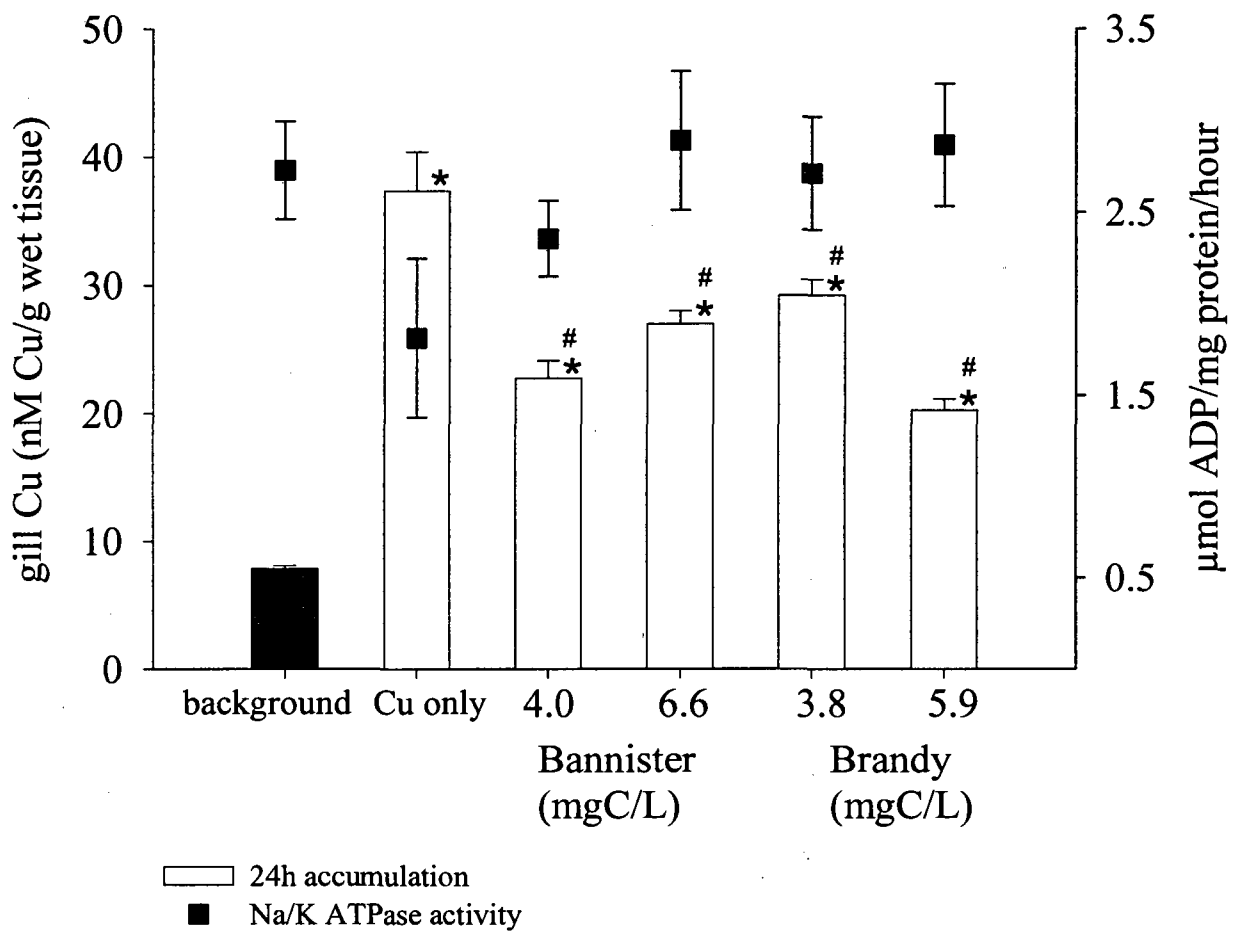 50
40
30
20
10
0
gill Cu (nM Cu/g wet tissue)
3.5
2.5
1.5
0.5
µmol ADP/mg protein/hour
*
#
*
#
*
#
*
#
*
background Cu only 4.0 6.6 3.8 5.9
Bannister Brandy
(mgC/L) (mgC/L)
24h accumulation
Na/K ATPase activity